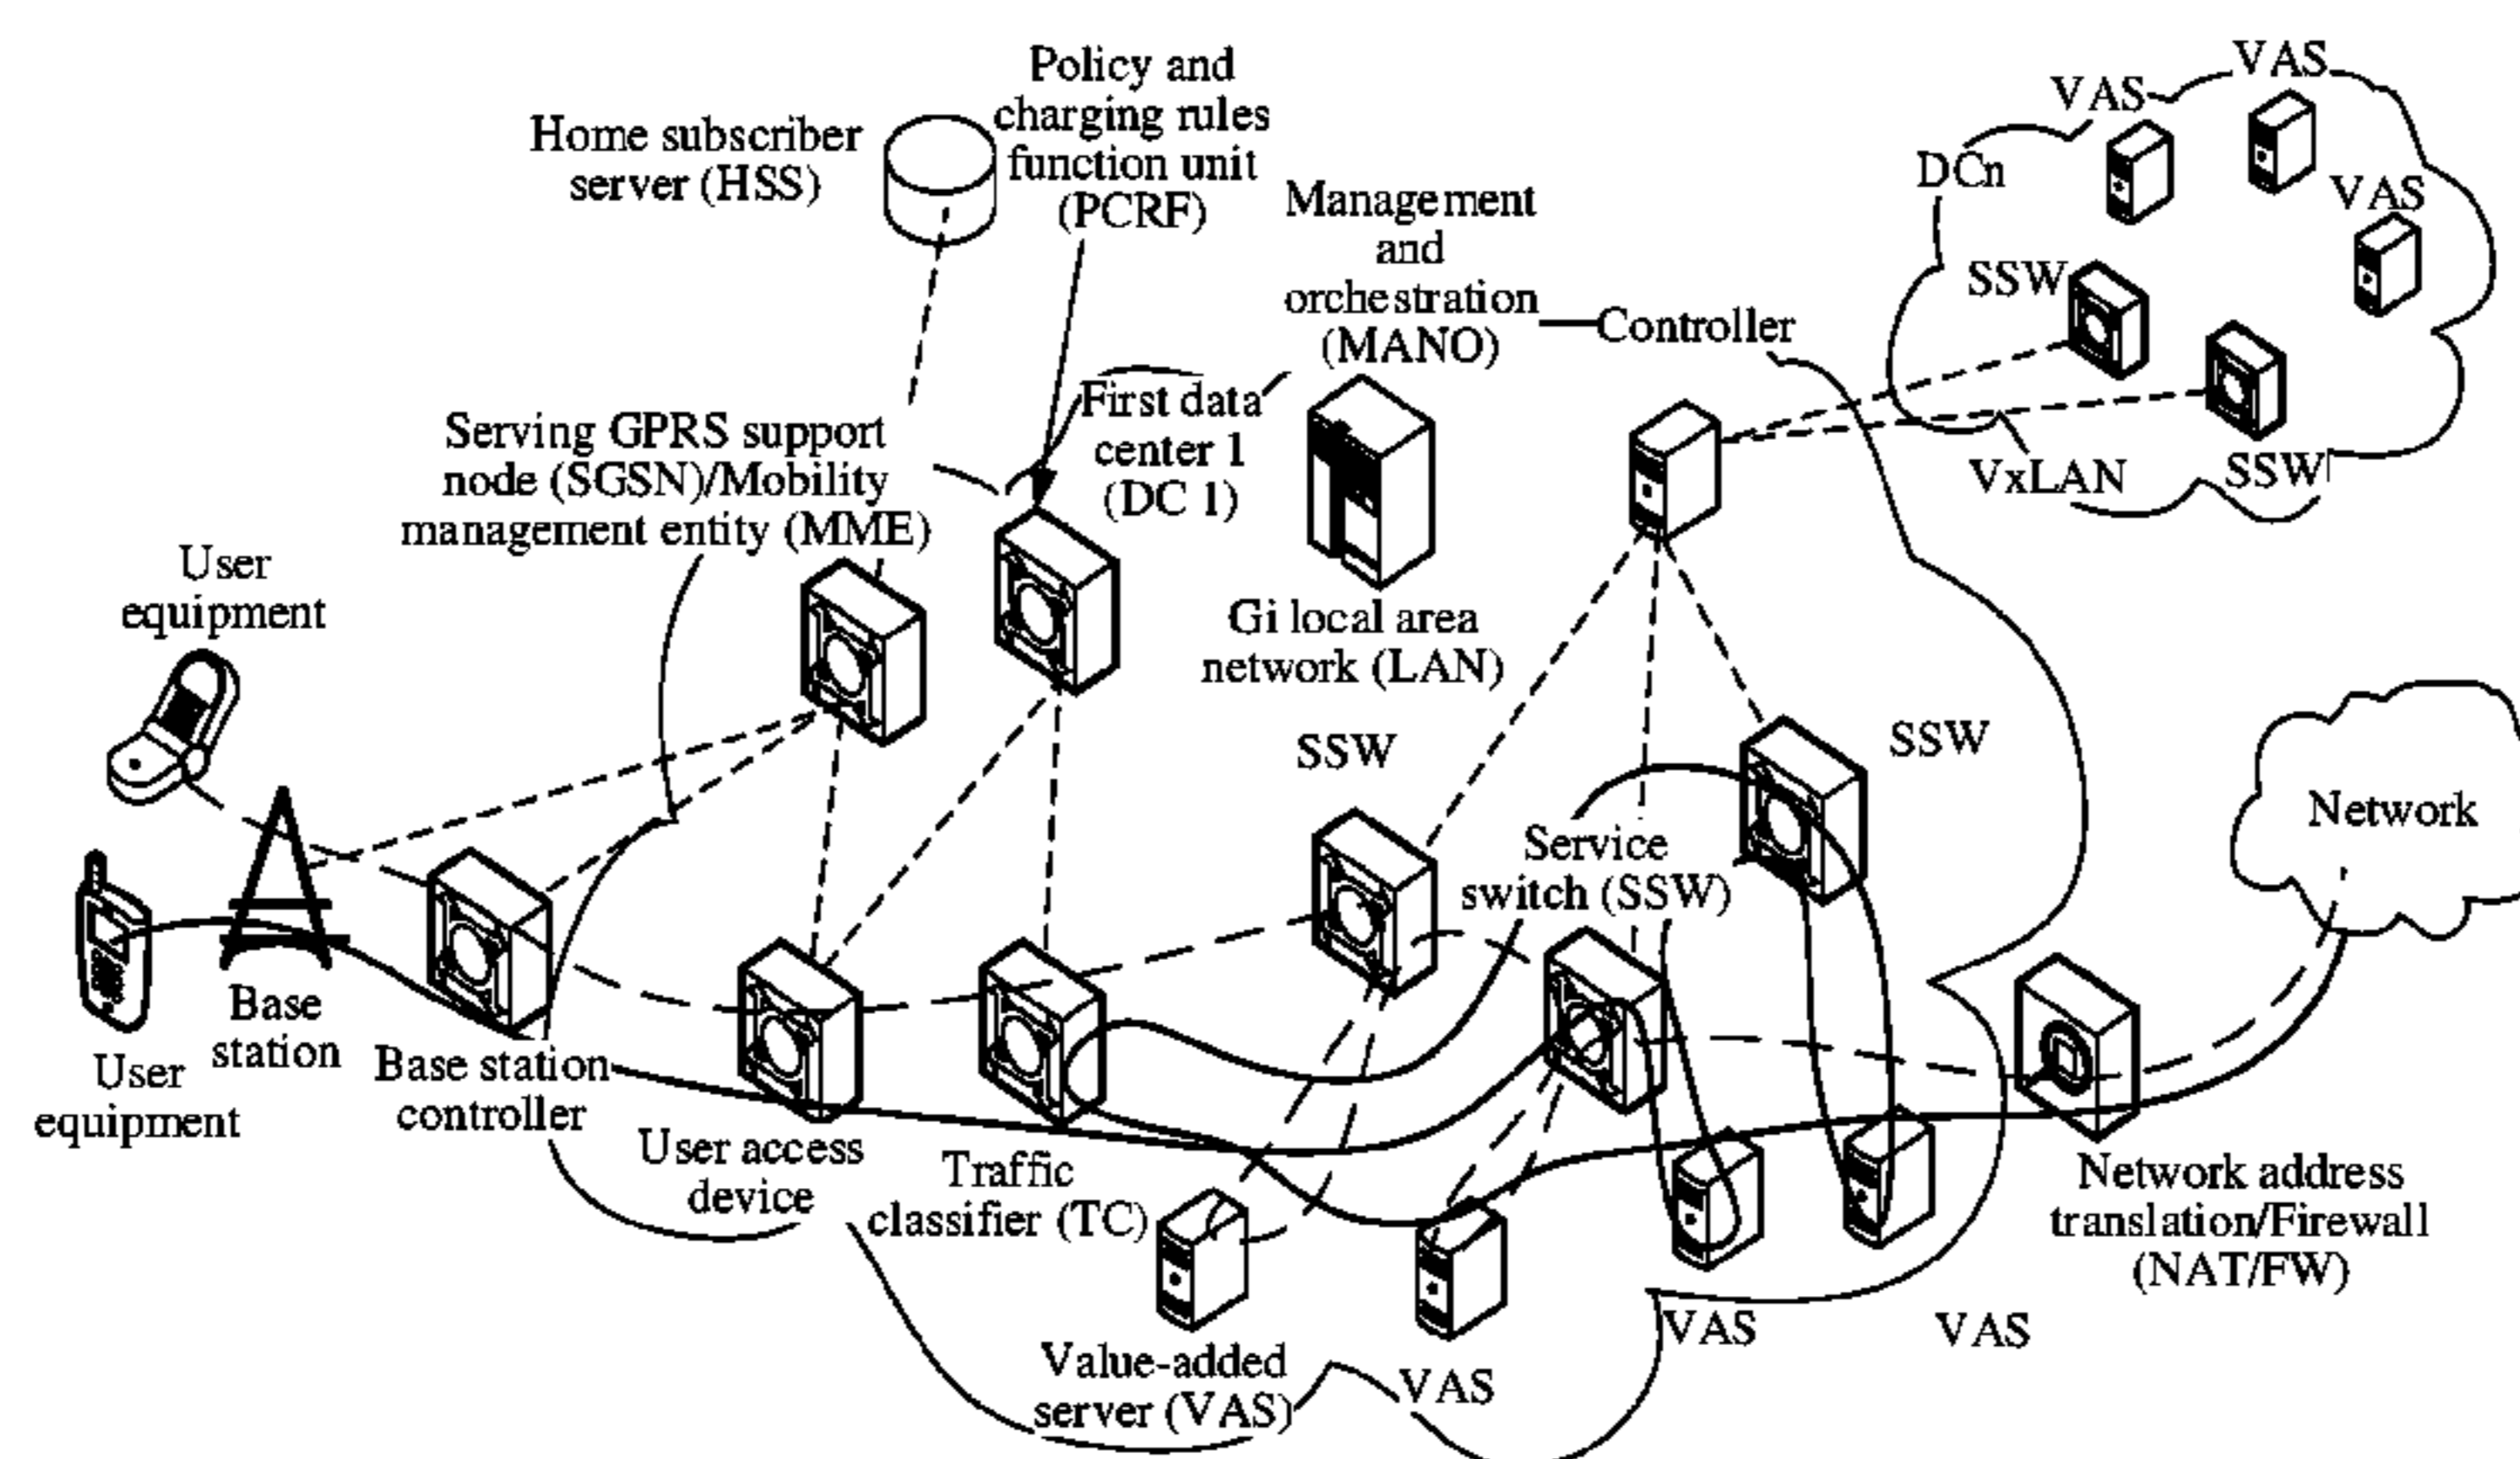 Policy and
charging rules
function unit
(PCRF)
Home subscriber
server (HSS)
Management
and
orchestration
(MANO)
Controller
VAS
VAS
VAS
DCn
SSW
SSW
VxLAN
First data
center 1
(DC 1)
Serving GPRS support
node (SGSN)/Mobility
management entity (MME)
User
equipment
Gi local area
network (LAN)
SSW
SSW
Service
switch (SSW)
Network
Base
station
User
equipment
Base station
controller
User access
device
Traffic
classifier (TC)
Network address
translation/Firewall
(NAT/FW)
Value-added
server (VAS)
VAS
VAS
VAS